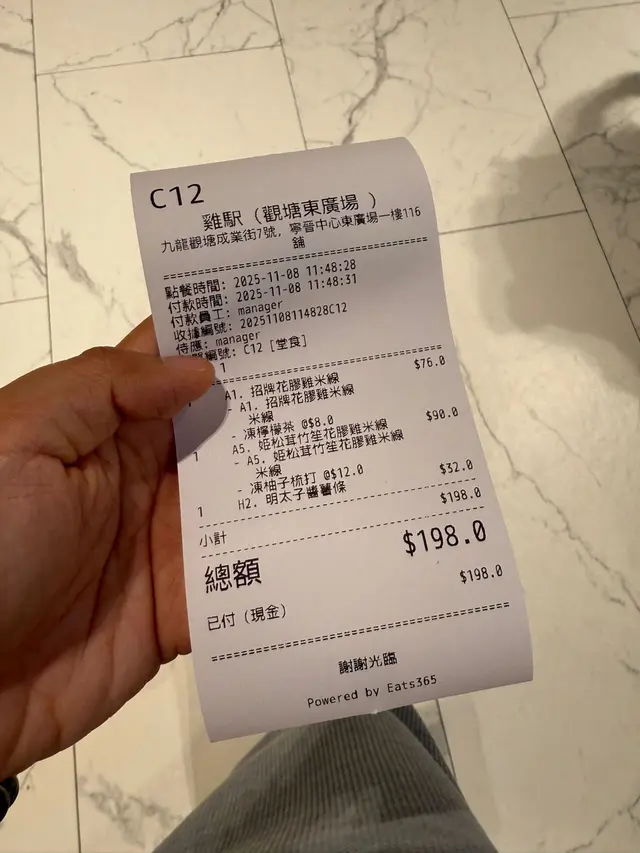 C12
雞駅（觀塘東廣場 ）
九龍觀塘成業街7號, 寧晉中心東廣場一樓116
舖
點餐時間: 2025-11-08 11:48:28
付款時間: 2025-11-08 11:48:31
付款員工: manager
收據編號: 20251108114828C12
侍應: manager
編號: C12 [堂食]
1
A1. 招牌花膠雞米線 $76.0
- A1. 招牌花膠雞米線
米線
- 凍檸檬茶 @$8.0
1 A5. 姫松茸竹笙花膠雞米線 $90.0
- A5. 姫松茸竹笙花膠雞米線
米線
- 凍柚子梳打 @$12.0
1 H2. 明太子醬薯條 $32.0
小計 $198.0
總額 $198.0
已付 (現金) $198.0
謝謝光臨
Powered by Eats365